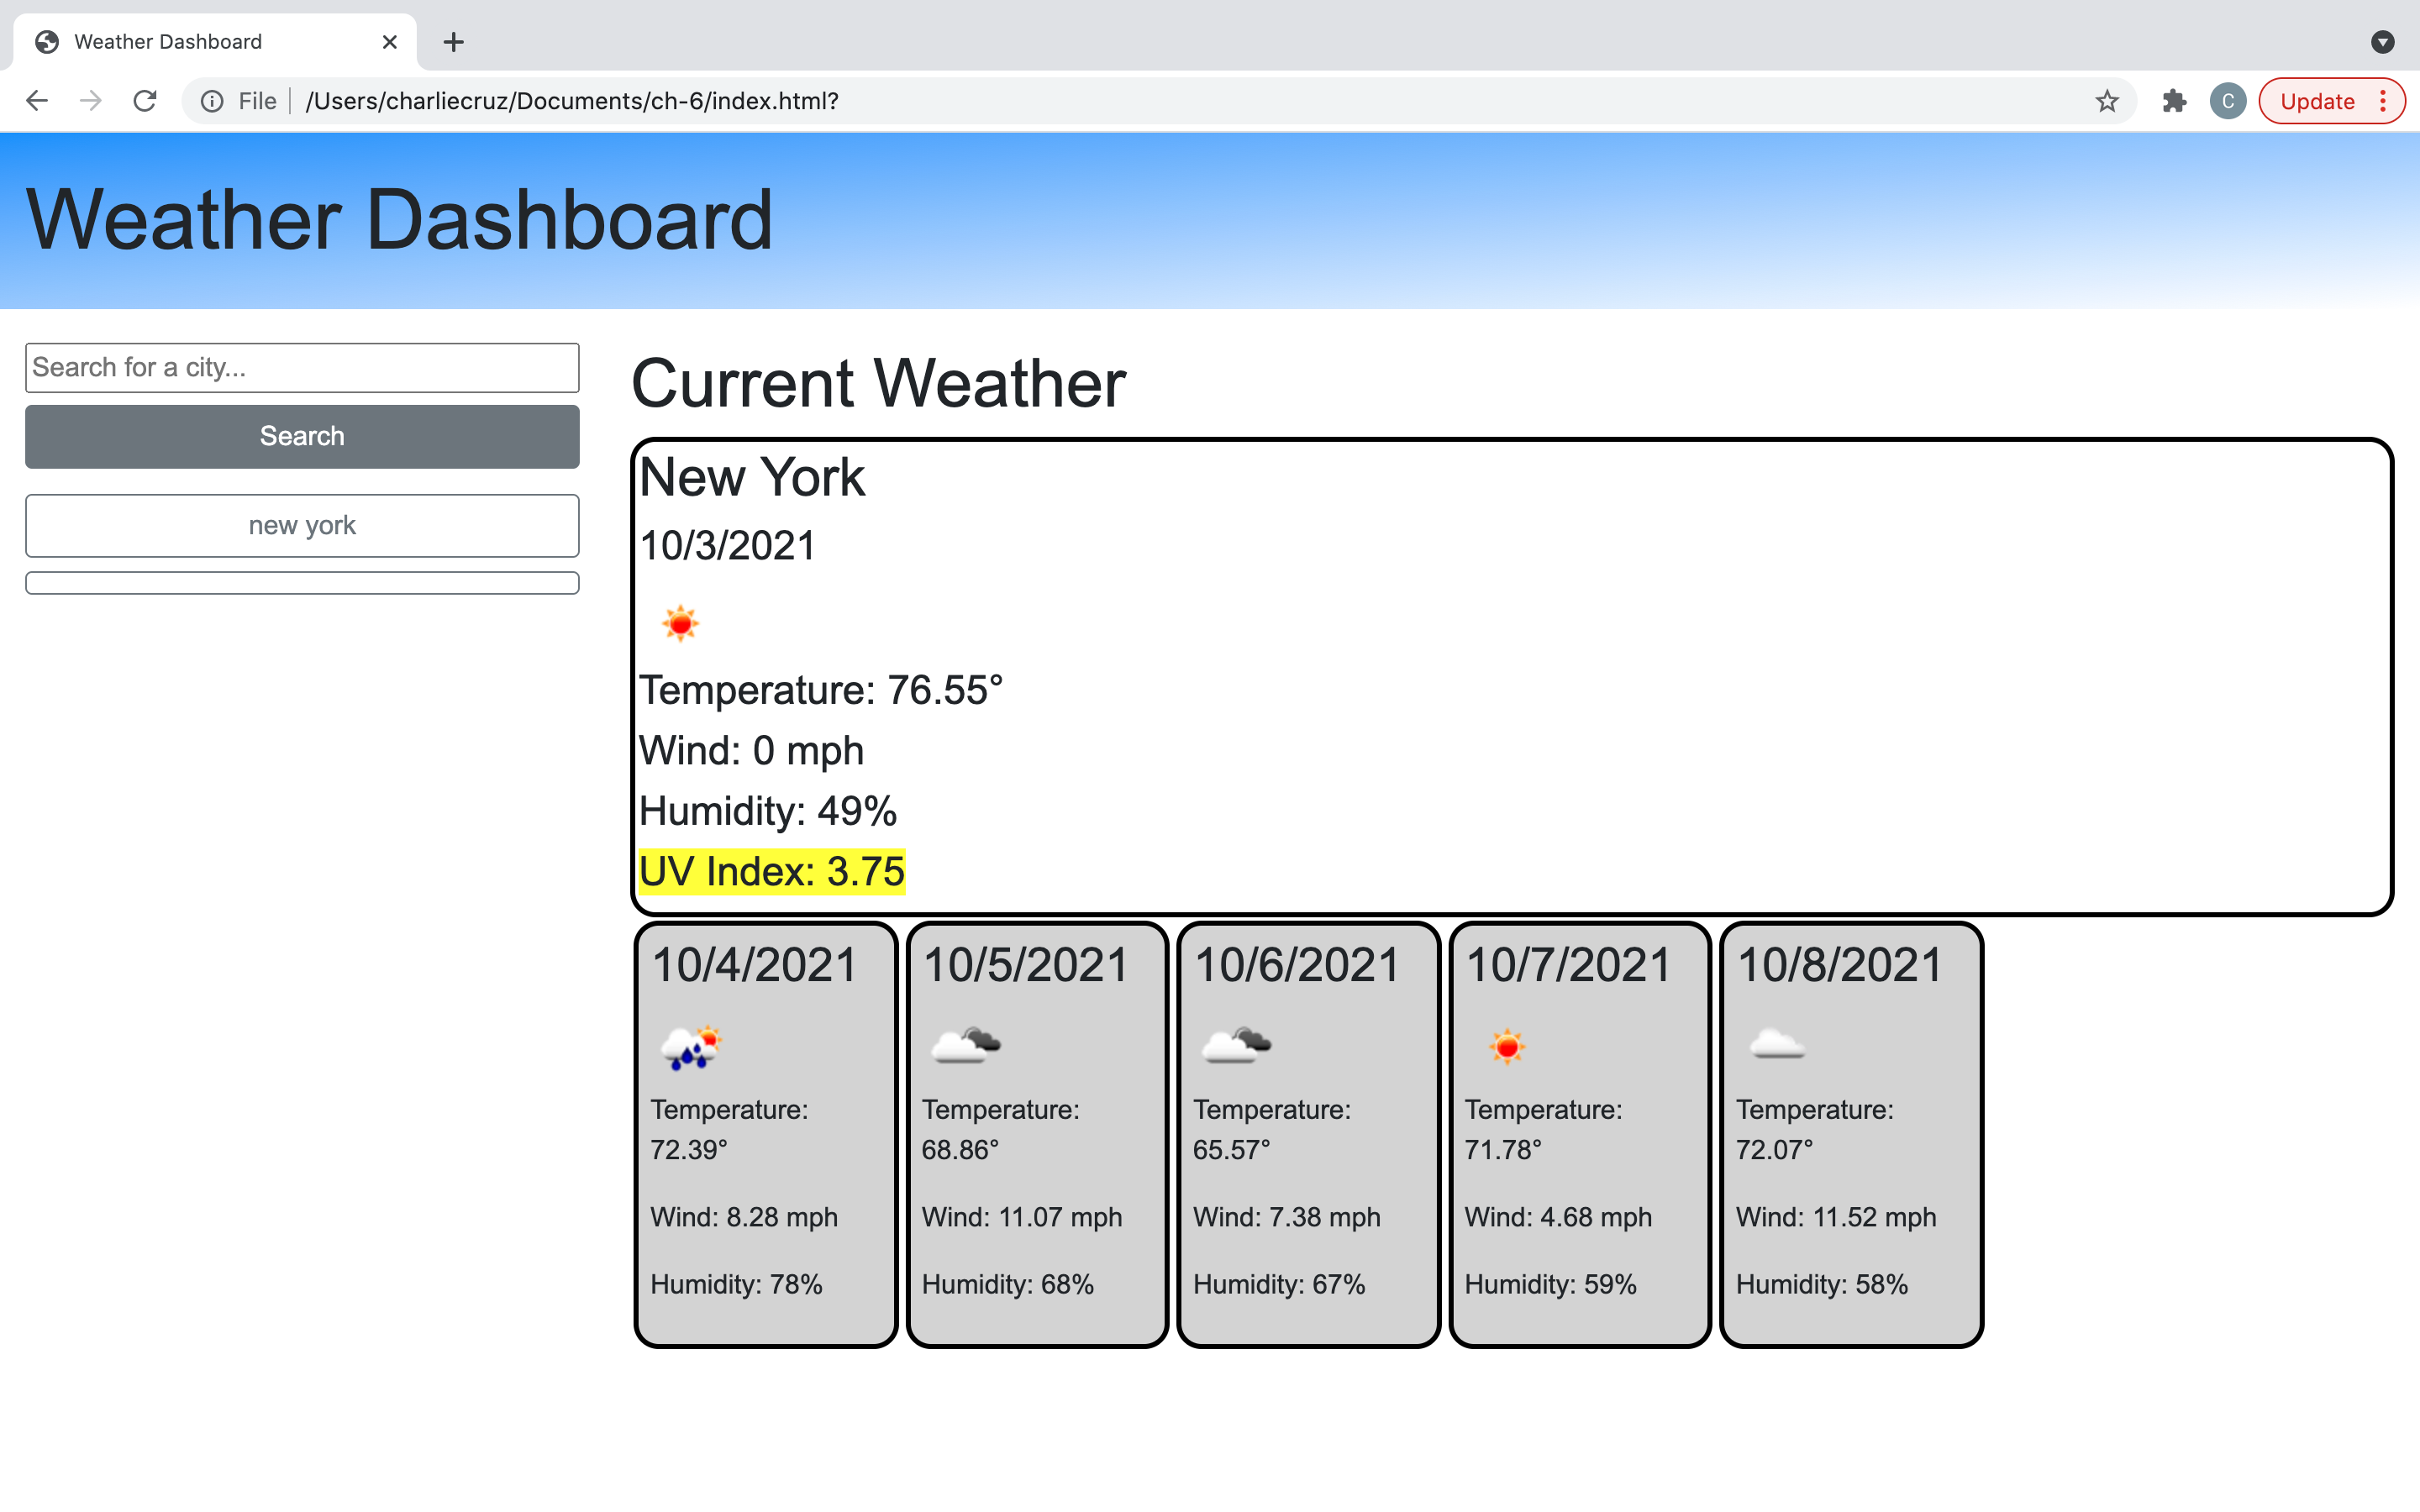 Weather Dashboard
File
/Users/charliecruz/Documents/ch-6/index.html?
C
Update
Weather Dashboard
Search for a city...
Search
new york
Current Weather
New York
10/3/2021
Temperature: 76.55°
Wind: 0 mph
Humidity: 49%
UV Index: 3.75
10/4/2021
Temperature:
72.39°
Wind: 8.28 mph
Humidity: 78%
10/5/2021
Temperature:
68.86°
Wind: 11.07 mph
Humidity: 68%
10/6/2021
Temperature:
65.57°
Wind: 7.38 mph
Humidity: 67%
10/7/2021
Temperature:
71.78°
Wind: 4.68 mph
Humidity: 59%
10/8/2021
Temperature:
72.07°
Wind: 11.52 mph
Humidity: 58%